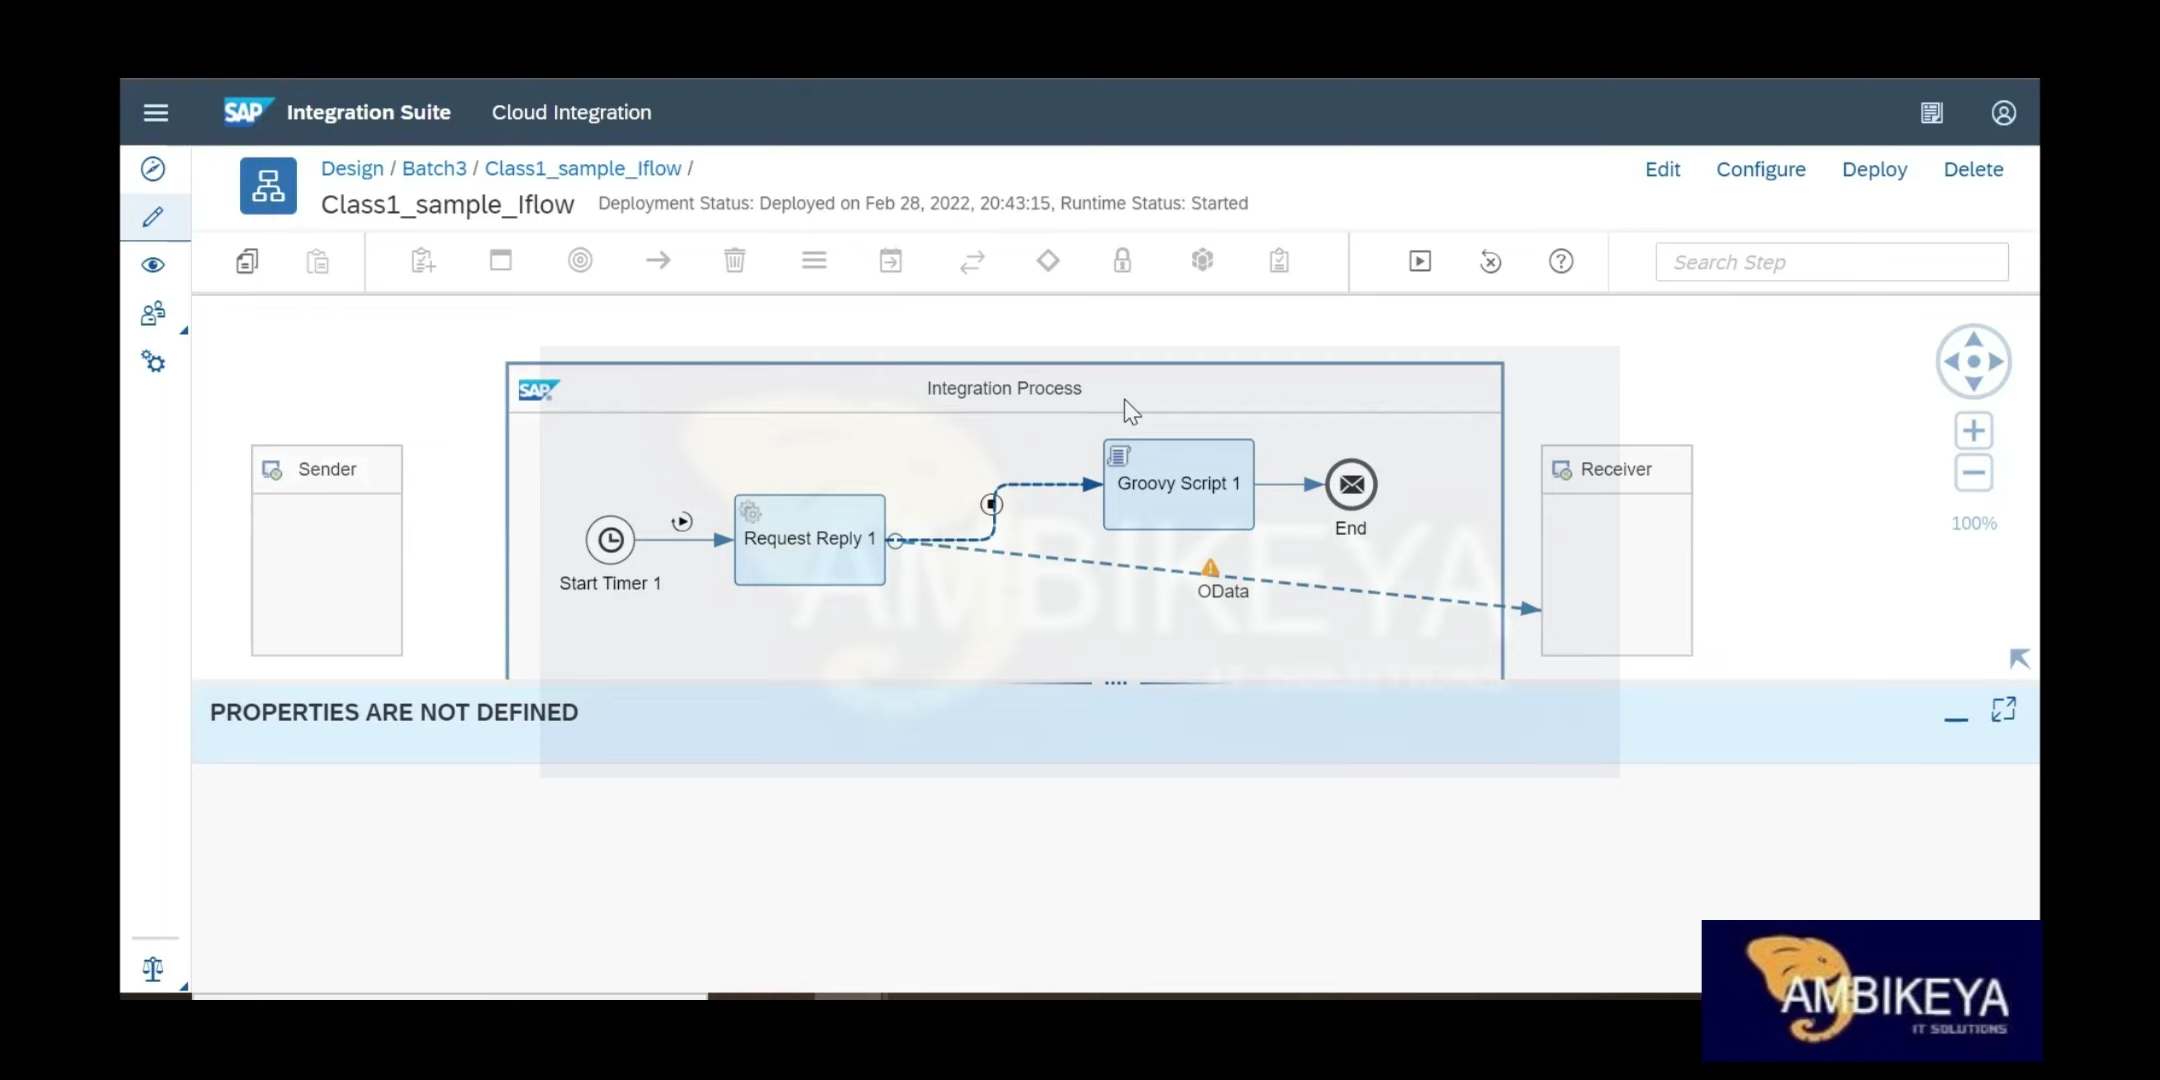 SAP Integration Suite Cloud Integration
Design / Batch3 / Class1_sample_Iflow /
Edit Configure Deploy Delete
Class1_sample_Iflow Deployment Status: Deployed on Feb 28, 2022, 20:43:15, Runtime Status: Started
Search Step
SAP Integration Process
Sender
Groovy Script 1
Receiver
Request Reply 1
End
100%
Start Timer 1
OData
AMBIKEYA
PROPERTIES ARE NOT DEFINED
AMBIKEYA
IT SOLUTIONS